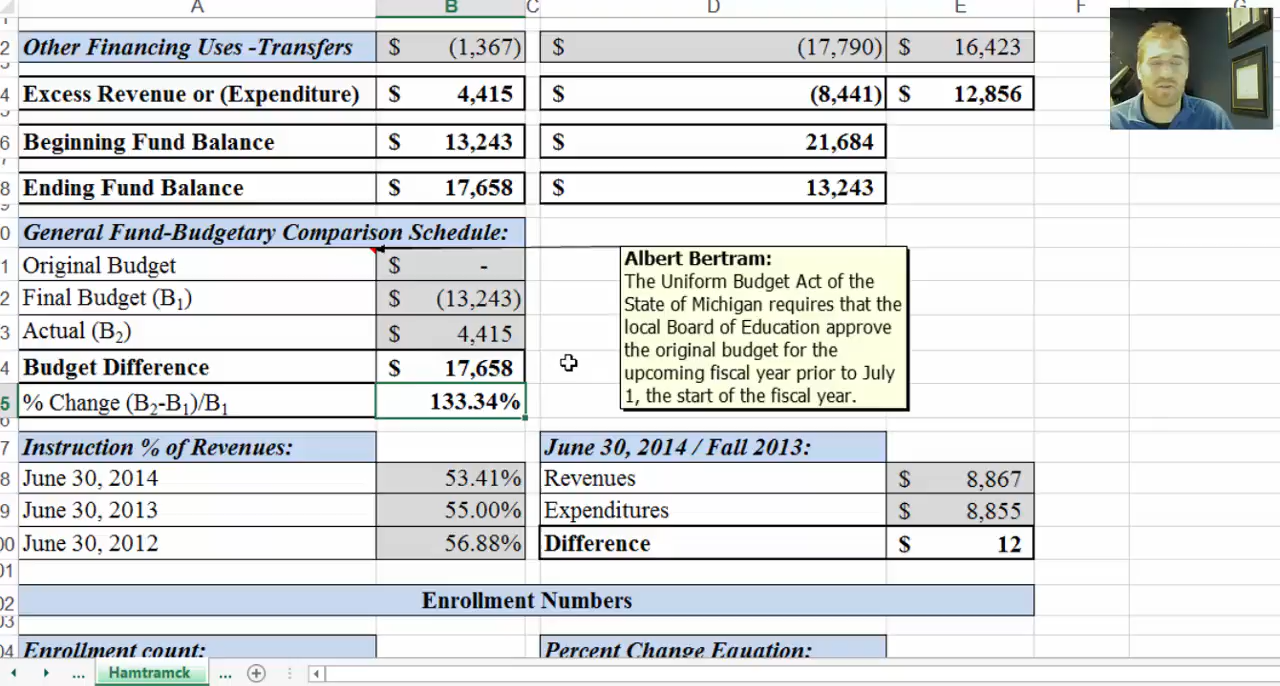 A B C D E F G
2 Other Financing Uses -Transfers $ (1,367) $ (17,790) $ 16,423
4 Excess Revenue or (Expenditure) $ 4,415 $ (8,441) $ 12,856
6 Beginning Fund Balance $ 13,243 $ 21,684
8 Ending Fund Balance $ 17,658 $ 13,243
0 General Fund-Budgetary Comparison Schedule:
1 Original Budget $ -
2 Final Budget (B1) $ (13,243)
3 Actual (B2) $ 4,415
4 Budget Difference $ 17,658
5 % Change (B2-B1)/B1 133.34%
Albert Bertram:
The Uniform Budget Act of the
State of Michigan requires that the
local Board of Education approve
the original budget for the
upcoming fiscal year prior to July
1, the start of the fiscal year.
7 Instruction % of Revenues: June 30, 2014 / Fall 2013:
8 June 30, 2014 53.41% Revenues $ 8,867
9 June 30, 2013 55.00% Expenditures $ 8,855
00 June 30, 2012 56.88% Difference $ 12
01
02 Enrollment Numbers
03
04 Enrollment count: Percent Change Equation:
... Hamtramck ...